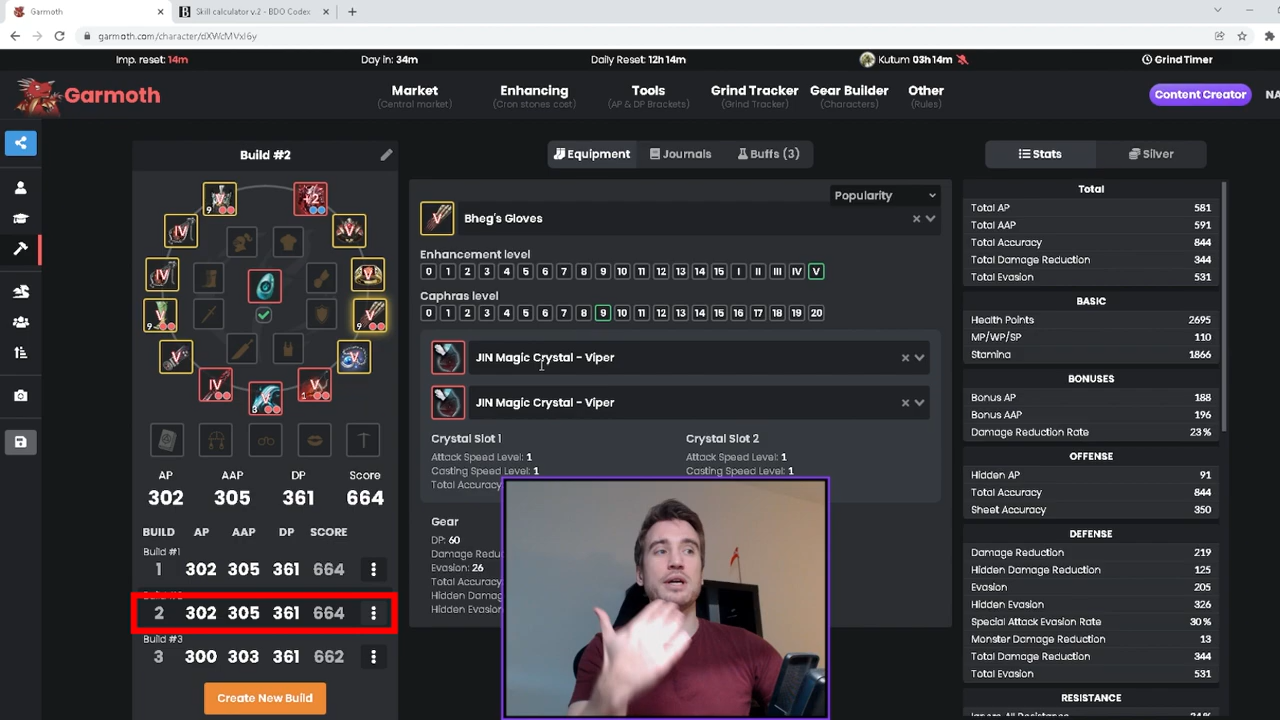 Garmoth
Skill calculator v.2 - BDO Codex
garmoth.com/character/dXWcMVxI6y
Imp. reset: 14m
Day in: 34m
Daily Reset: 12h 14m
Kutum 03h 14m
Grind Timer
Garmoth
Market
(Central market)
Enhancing
(Cron stones cost)
Tools
(AP & DP Brackets)
Grind Tracker
(Grind Tracker)
Gear Builder
(Characters)
Other
(Rules)
Content Creator
NA
Build #2
AP AAP DP Score
302 305 361 664
BUILD AP AAP DP SCORE
Build #1
1 302 305 361 664
2 302 305 361 664
Build #3
3 300 303 361 662
Create New Build
Equipment
Journals
Buffs (3)
Popularity
Bheg's Gloves
Enhancement level
0 1 2 3 4 5 6 7 8 9 10 11 12 13 14 15 I II III IV V
Caphras level
0 1 2 3 4 5 6 7 8 9 10 11 12 13 14 15 16 17 18 19 20
JIN Magic Crystal - Viper
JIN Magic Crystal - Viper
Crystal Slot 1
Attack Speed Level: 1
Casting Speed Level: 1
Total Accuracy
Crystal Slot 2
Attack Speed Level: 1
Casting Speed Level: 1
Gear
DP: 60
Damage Redu
Evasion: 26
Total Accurac
Hidden Damag
Hidden Evasion
Stats
Silver
Total
Total AP 581
Total AAP 591
Total Accuracy 844
Total Damage Reduction 344
Total Evasion 531
BASIC
Health Points 2695
MP/WP/SP 110
Stamina 1866
BONUSES
Bonus AP 188
Bonus AAP 196
Damage Reduction Rate 23 %
OFFENSE
Hidden AP 91
Total Accuracy 844
Sheet Accuracy 350
DEFENSE
Damage Reduction 219
Hidden Damage Reduction 125
Evasion 205
Hidden Evasion 326
Special Attack Evasion Rate 30 %
Monster Damage Reduction 13
Total Damage Reduction 344
Total Evasion 531
RESISTANCE